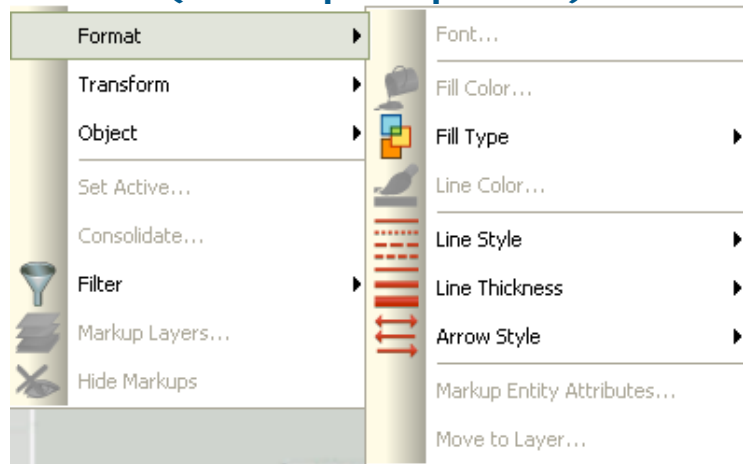 Format
Transform
Object
Set Active...
Consolidate...
Filter
Markup Layers...
Hide Markups
Font...
Fill Color...
Fill Type
Line Color...
Line Style
Line Thickness
Arrow Style
Markup Entity Attributes...
Move to Layer...